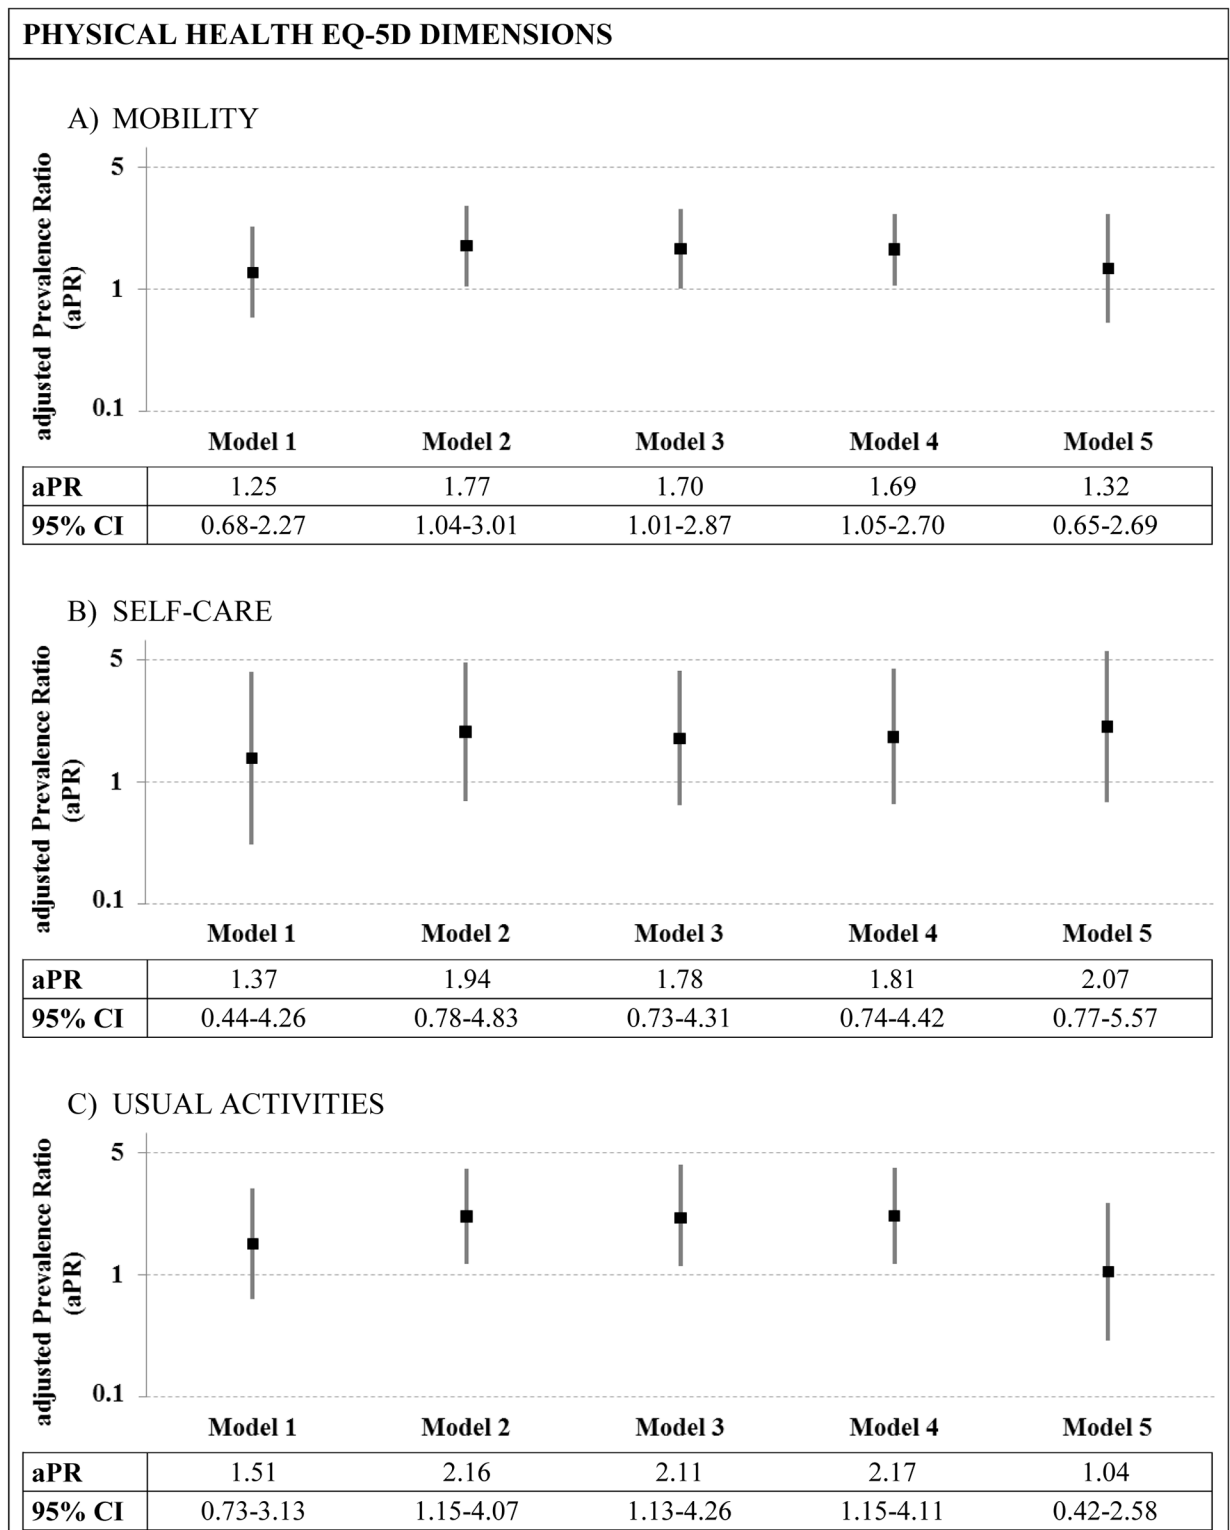 PHYSICAL HEALTH EQ-5D DIMENSIONS
A) MOBILITY
adjusted Prevalence Ratio
(aPR)
5
1
0.1
Model 1 Model 2 Model 3 Model 4 Model 5
aPR 1.25 1.77 1.70 1.69 1.32
95% CI 0.68-2.27 1.04-3.01 1.01-2.87 1.05-2.70 0.65-2.69
B) SELF-CARE
adjusted Prevalence Ratio
(aPR)
5
1
0.1
Model 1 Model 2 Model 3 Model 4 Model 5
aPR 1.37 1.94 1.78 1.81 2.07
95% CI 0.44-4.26 0.78-4.83 0.73-4.31 0.74-4.42 0.77-5.57
C) USUAL ACTIVITIES
adjusted Prevalence Ratio
(aPR)
5
1
0.1
Model 1 Model 2 Model 3 Model 4 Model 5
aPR 1.51 2.16 2.11 2.17 1.04
95% CI 0.73-3.13 1.15-4.07 1.13-4.26 1.15-4.11 0.42-2.58